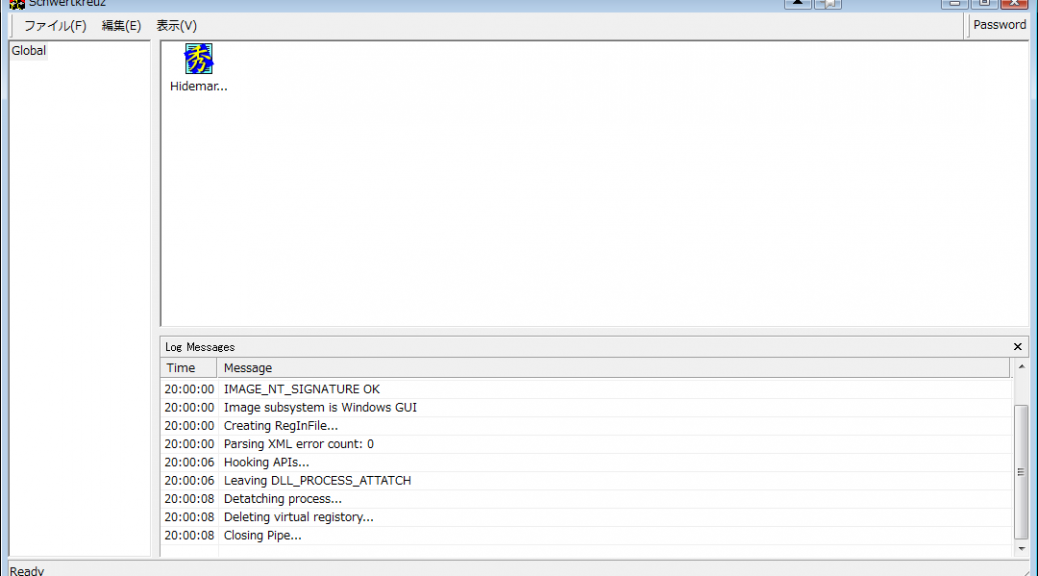 Schwertkreuz
ファイル(F) 編集(E) 表示(V) Password
Global
秀
Hidemar...
Log Messages
Time Message
20:00:00 IMAGE_NT_SIGNATURE OK
20:00:00 Image subsystem is Windows GUI
20:00:00 Creating RegInFile...
20:00:00 Parsing XML error count: 0
20:00:06 Hooking APIs...
20:00:06 Leaving DLL_PROCESS_ATTATCH
20:00:08 Detatching process...
20:00:08 Deleting virtual registory...
20:00:08 Closing Pipe...
Ready